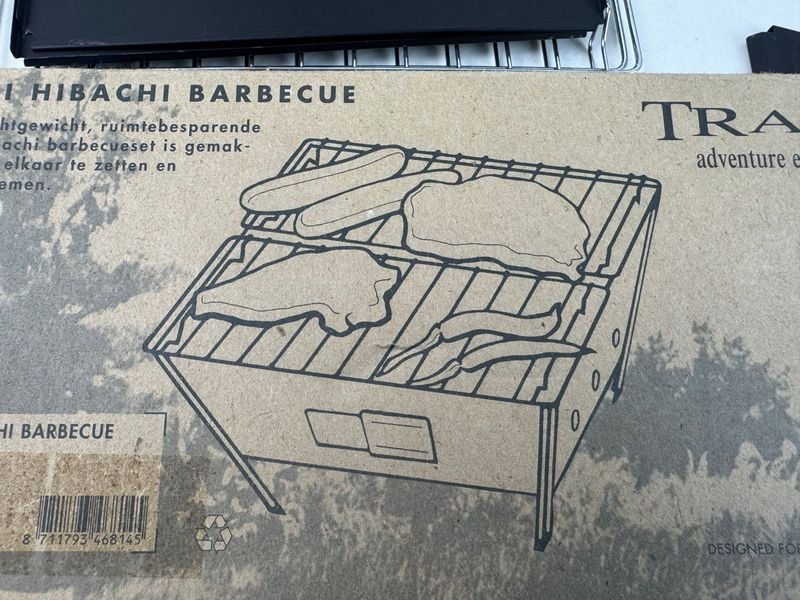 I HIBACHI BARBECUE
htgewicht, ruimtebesparende
achi barbecueset is gemak-
elkaar te zetten en
emen.
TRA
adventure e
HI BARBECUE
8 711793 468145
DESIGNED FO